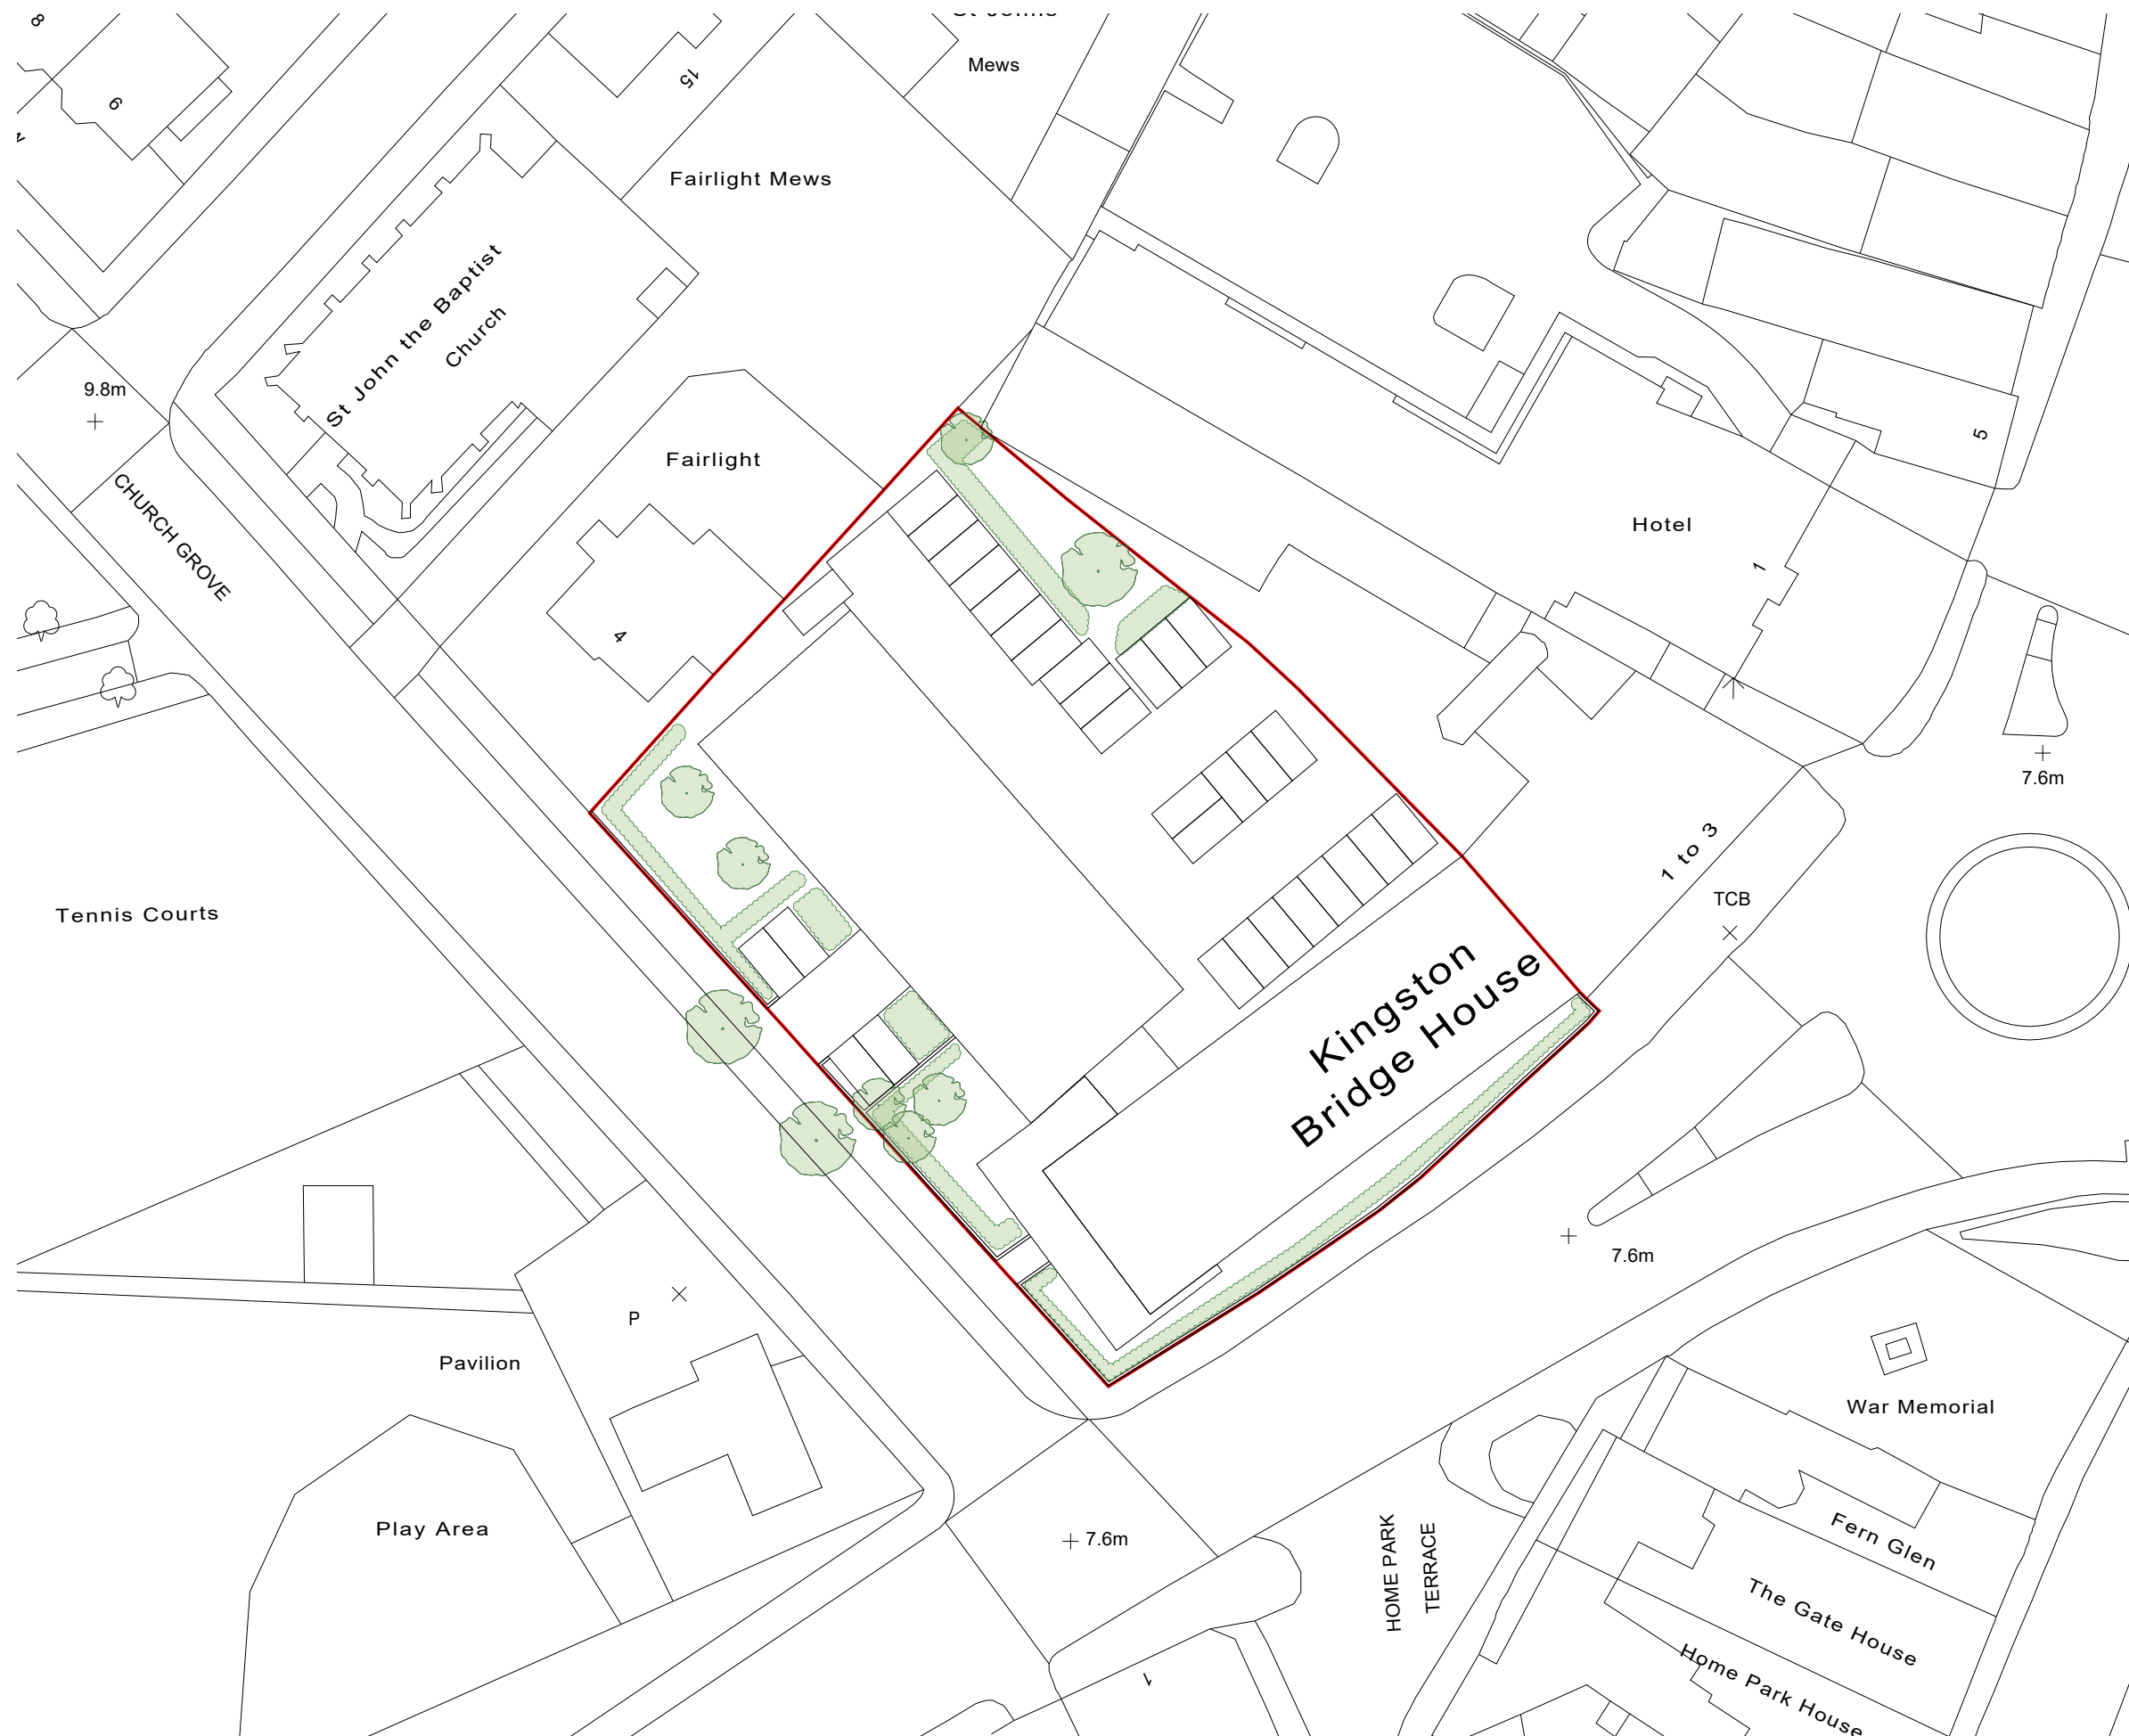 8
6
15
Mews
Fairlight Mews
St John the Baptist
Church
9.8m
CHURCH GROVE
Fairlight
4
Hotel
1
5
7.6m
1 to 3
TCB
Tennis Courts
Kingston
Bridge House
7.6m
P
Pavilion
War Memorial
Play Area
7.6m
HOME PARK
TERRACE
Fern Glen
The Gate House
Home Park House
1